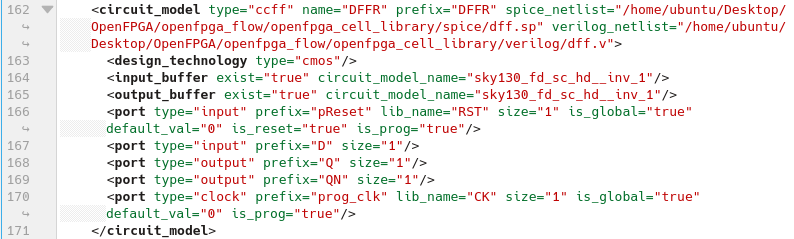 162 <circuit_model type="ccff" name="DFFR" prefix="DFFR" spice_netlist="/home/ubuntu/Desktop/
OpenFPGA/openfpga_flow/openfpga_cell_library/spice/dff.sp" verilog_netlist="/home/ubuntu/
Desktop/OpenFPGA/openfpga_flow/openfpga_cell_library/verilog/dff.v">
163 <design_technology type="cmos"/>
164 <input_buffer exist="true" circuit_model_name="sky130_fd_sc_hd__inv_1"/>
165 <output_buffer exist="true" circuit_model_name="sky130_fd_sc_hd__inv_1"/>
166 <port type="input" prefix="pReset" lib_name="RST" size="1" is_global="true"
default_val="0" is_reset="true" is_prog="true"/>
167 <port type="input" prefix="D" size="1"/>
168 <port type="output" prefix="Q" size="1"/>
169 <port type="output" prefix="QN" size="1"/>
170 <port type="clock" prefix="prog_clk" lib_name="CK" size="1" is_global="true"
default_val="0" is_prog="true"/>
171 </circuit_model>